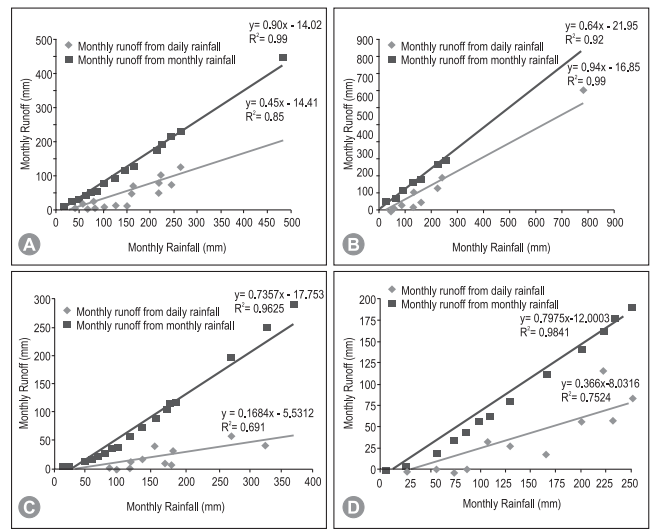 y= 0.90x - 14.02
R²= 0.99
500
Monthly runoff from daily rainfall
Monthly runoff from monthly rainfall
400
300
200
100
0
y= 0.45x - 14.41
R²= 0.85
Monthly Runoff (mm)
0 50 100 150 200 250 300 350 400 450 500
Monthly Rainfall (mm)
A
y= 0.64x - 21.95
R²= 0.92
900
Monthly runoff from daily rainfall
Monthly runoff from monthly rainfall
900
800
700
600
500
400
300
200
100
0
y= 0.94x - 16.85
R²= 0.99
Monthly Runoff (mm)
0 100 200 300 400 500 600 700 800 900
Monthly Rainfall (mm)
B
y= 0.7357x - 17.753
R²= 0.9625
300
Monthly runoff from daily rainfall
Monthly runoff from monthly rainfall
250
200
150
100
50
0
y= 0.1684x - 5.5312
R²= 0.691
Monthly Runoff (mm)
0 50 100 150 200 250 300 350 400
Monthly Rainfall (mm)
C
200
Monthly runoff from daily rainfall
Monthly runoff from monthly rainfall
175
150
125
100
75
50
25
0
y= 0.7975x-12.0003
R²= 0.9841
y= 0.366x-8.0316
R²= 0.7524
Monthly Runoff (mm)
0 25 50 75 100 125 150 175 200 225 250
Monthly Rainfall (mm)
D